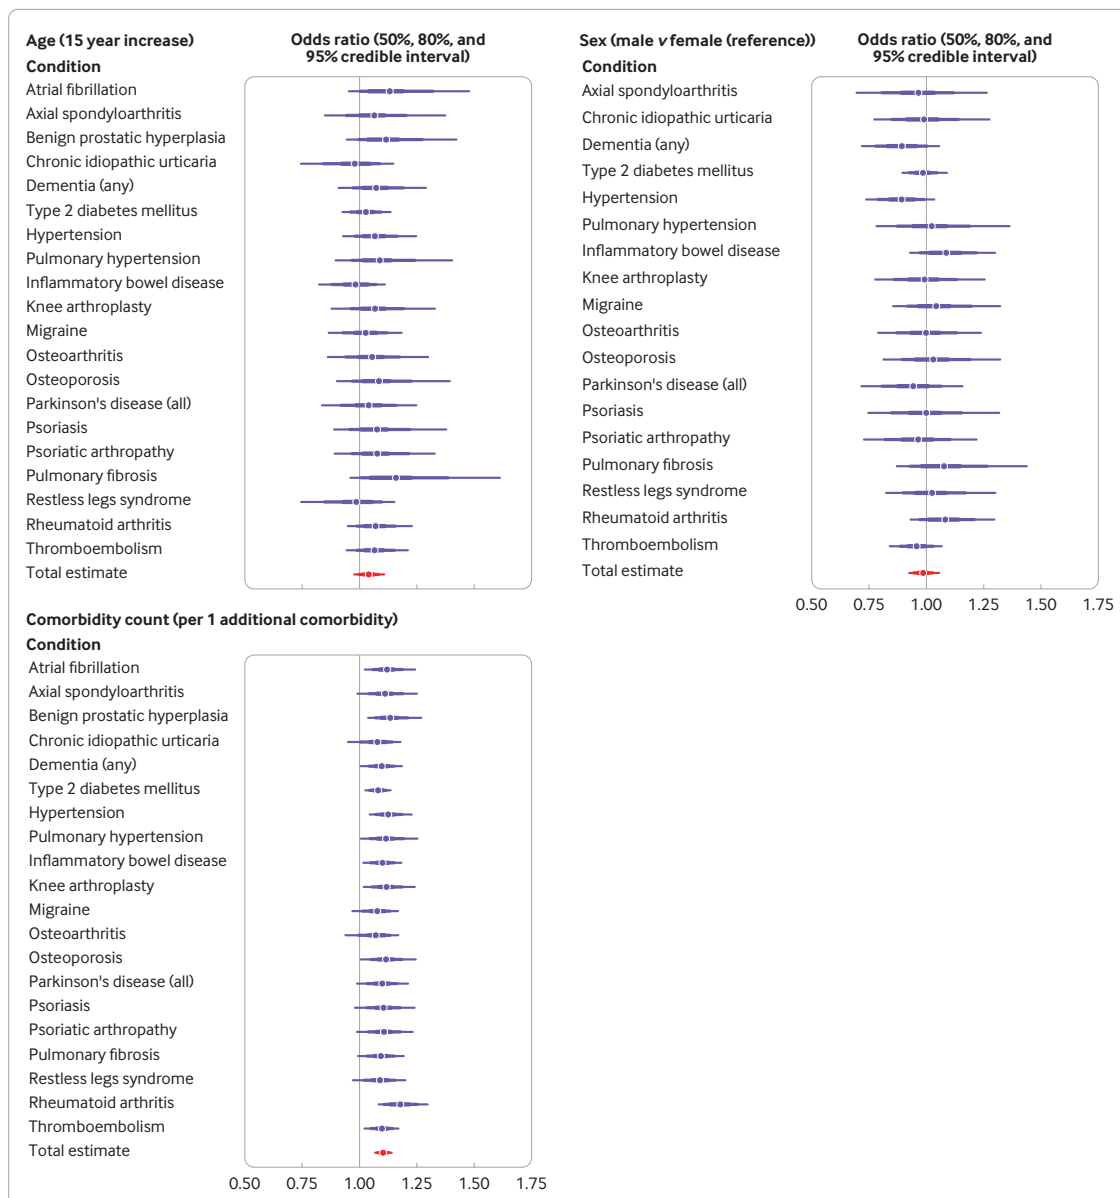 Age (15 year increase)
Odds ratio (50%, 80%, and
95% credible interval)
Condition
Atrial fibrillation
Axial spondyloarthritis
Benign prostatic hyperplasia
Chronic idiopathic urticaria
Dementia (any)
Type 2 diabetes mellitus
Hypertension
Pulmonary hypertension
Inflammatory bowel disease
Knee arthroplasty
Migraine
Osteoarthritis
Osteoporosis
Parkinson's disease (all)
Psoriasis
Psoriatic arthropathy
Pulmonary fibrosis
Restless legs syndrome
Rheumatoid arthritis
Thromboembolism
Total estimate
Sex (male v female (reference))
Odds ratio (50%, 80%, and
95% credible interval)
Condition
Axial spondyloarthritis
Chronic idiopathic urticaria
Dementia (any)
Type 2 diabetes mellitus
Hypertension
Pulmonary hypertension
Inflammatory bowel disease
Knee arthroplasty
Migraine
Osteoarthritis
Osteoporosis
Parkinson's disease (all)
Psoriasis
Psoriatic arthropathy
Pulmonary fibrosis
Restless legs syndrome
Rheumatoid arthritis
Thromboembolism
Total estimate
0.50 0.75 1.00 1.25 1.50 1.75
Comorbidity count (per 1 additional comorbidity)
Condition
Atrial fibrillation
Axial spondyloarthritis
Benign prostatic hyperplasia
Chronic idiopathic urticaria
Dementia (any)
Type 2 diabetes mellitus
Hypertension
Pulmonary hypertension
Inflammatory bowel disease
Knee arthroplasty
Migraine
Osteoarthritis
Osteoporosis
Parkinson's disease (all)
Psoriasis
Psoriatic arthropathy
Pulmonary fibrosis
Restless legs syndrome
Rheumatoid arthritis
Thromboembolism
Total estimate
0.50 0.75 1.00 1.25 1.50 1.75